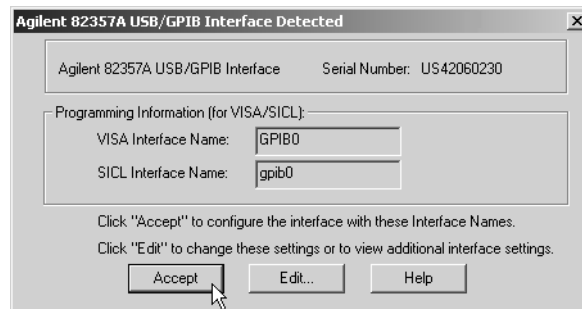 Agilent 82357A USB/GPIB Interface Detected
Agilent 82357A USB/GPIB Interface Serial Number: US42060230
Programming Information (for VISA/SICL):
VISA Interface Name: GPIB0
SICL Interface Name: gpib0
Click "Accept" to configure the interface with these Interface Names.
Click "Edit" to change these settings or to view additional interface settings.
Accept Edit... Help